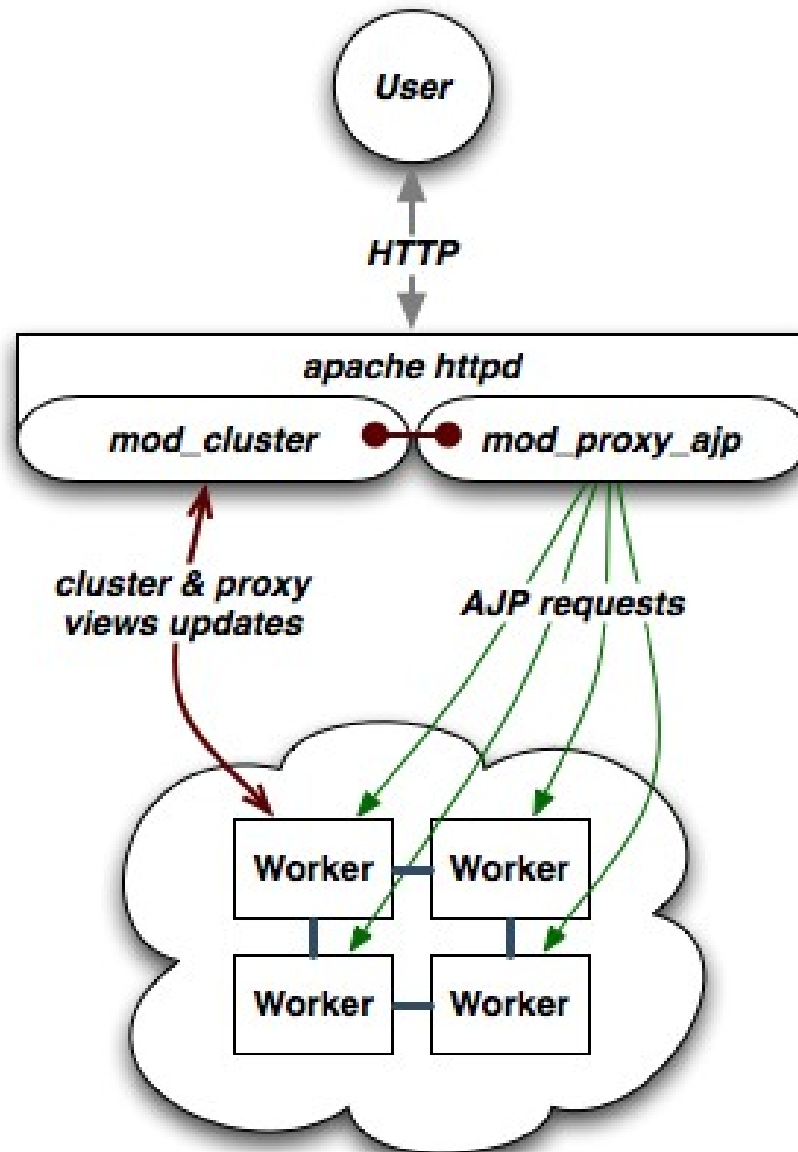 User
HTTP
apache httpd
mod_cluster
mod_proxy_ajp
cluster & proxy
views updates
AJP requests
Worker
Worker
Worker
Worker